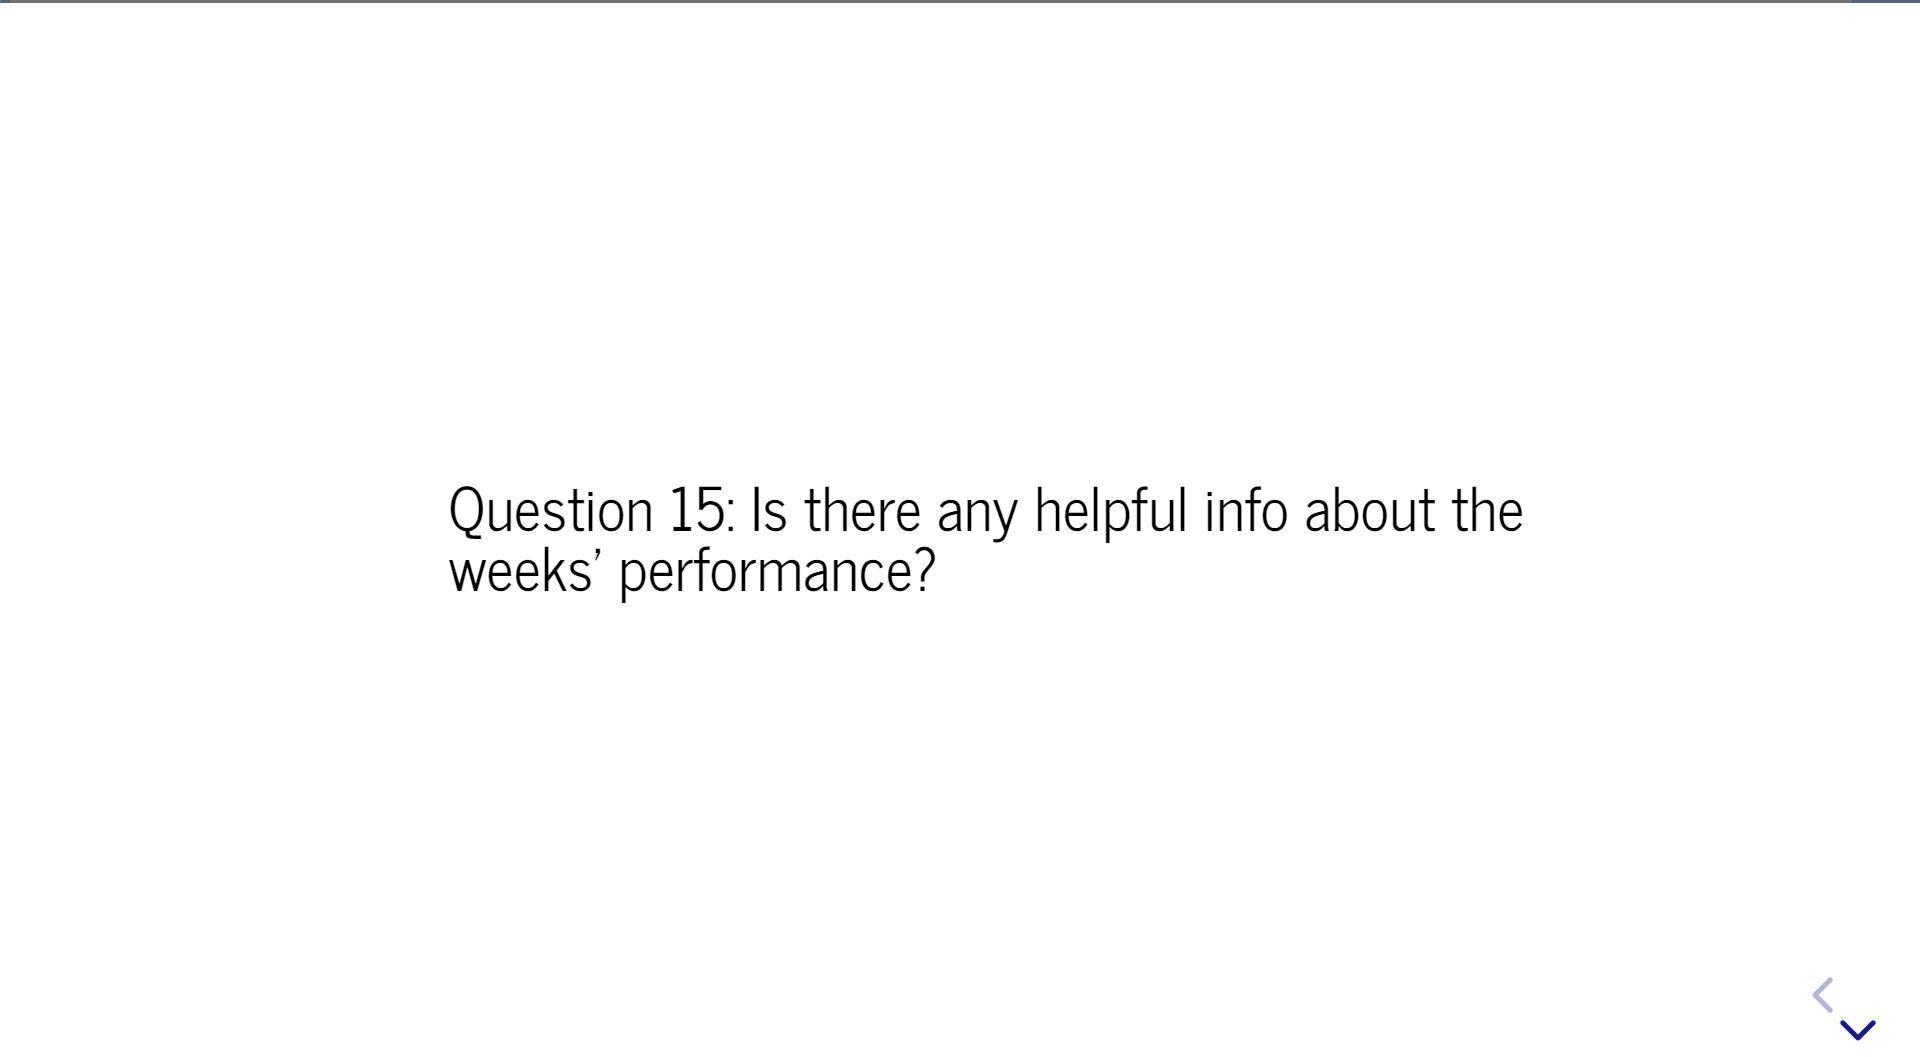 Question 15: Is there any helpful info about the
weeks’ performance?